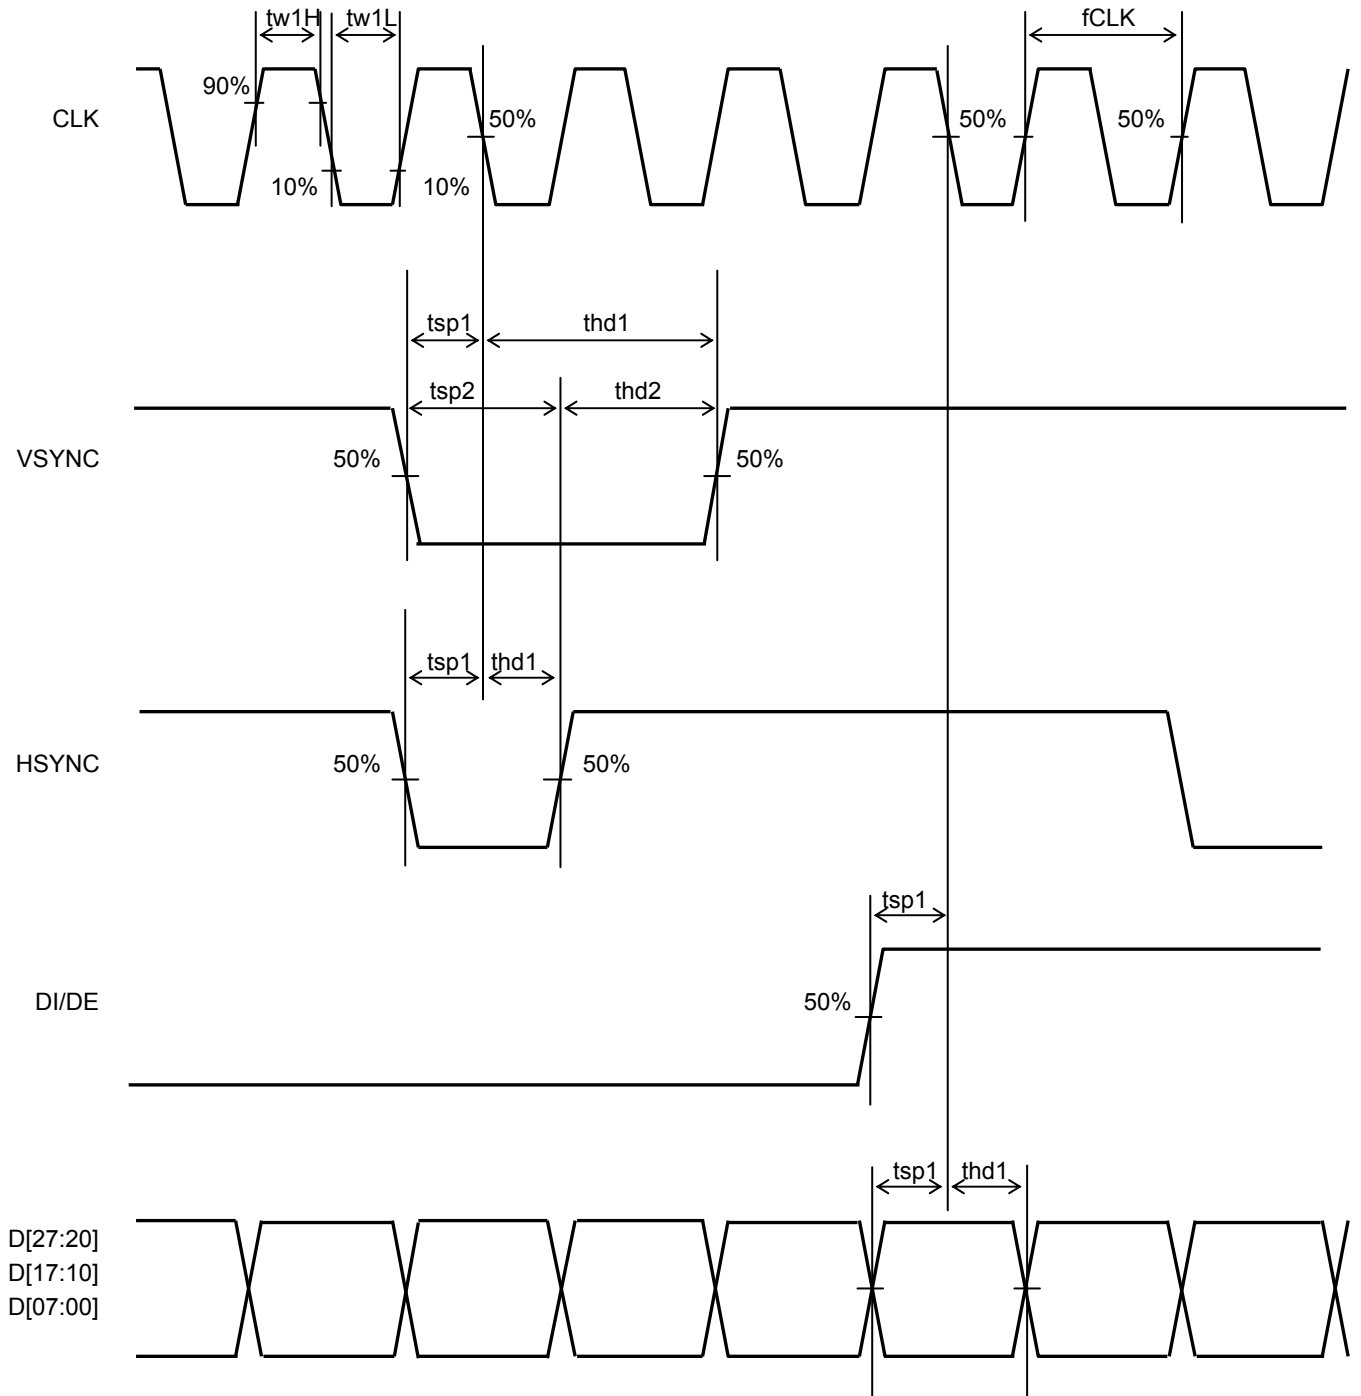 tw1H tw1L fCLK
90%
CLK 50% 50% 50%
10% 10%
tsp1 thd1
tsp2 thd2
VSYNC 50% 50%
tsp1 thd1
HSYNC 50% 50%
tsp1
DI/DE 50%
tsp1 thd1
D[27:20]
D[17:10]
D[07:00]